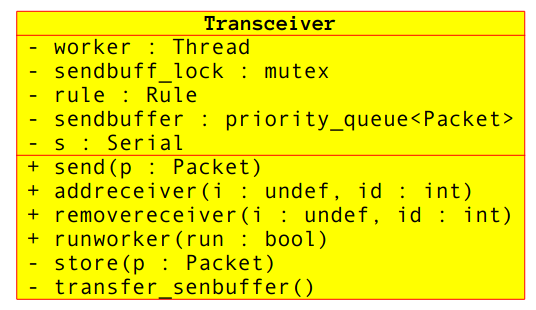 Transceiver
- worker : Thread
- sendbuff_lock : mutex
- rule : Rule
- sendbuffer : priority_queue<Packet>
- s : Serial
+ send(p : Packet)
+ addreceiver(i : undef, id : int)
+ removereceiver(i : undef, id : int)
+ runworker(run : bool)
- store(p : Packet)
- transfer_senbuffer()